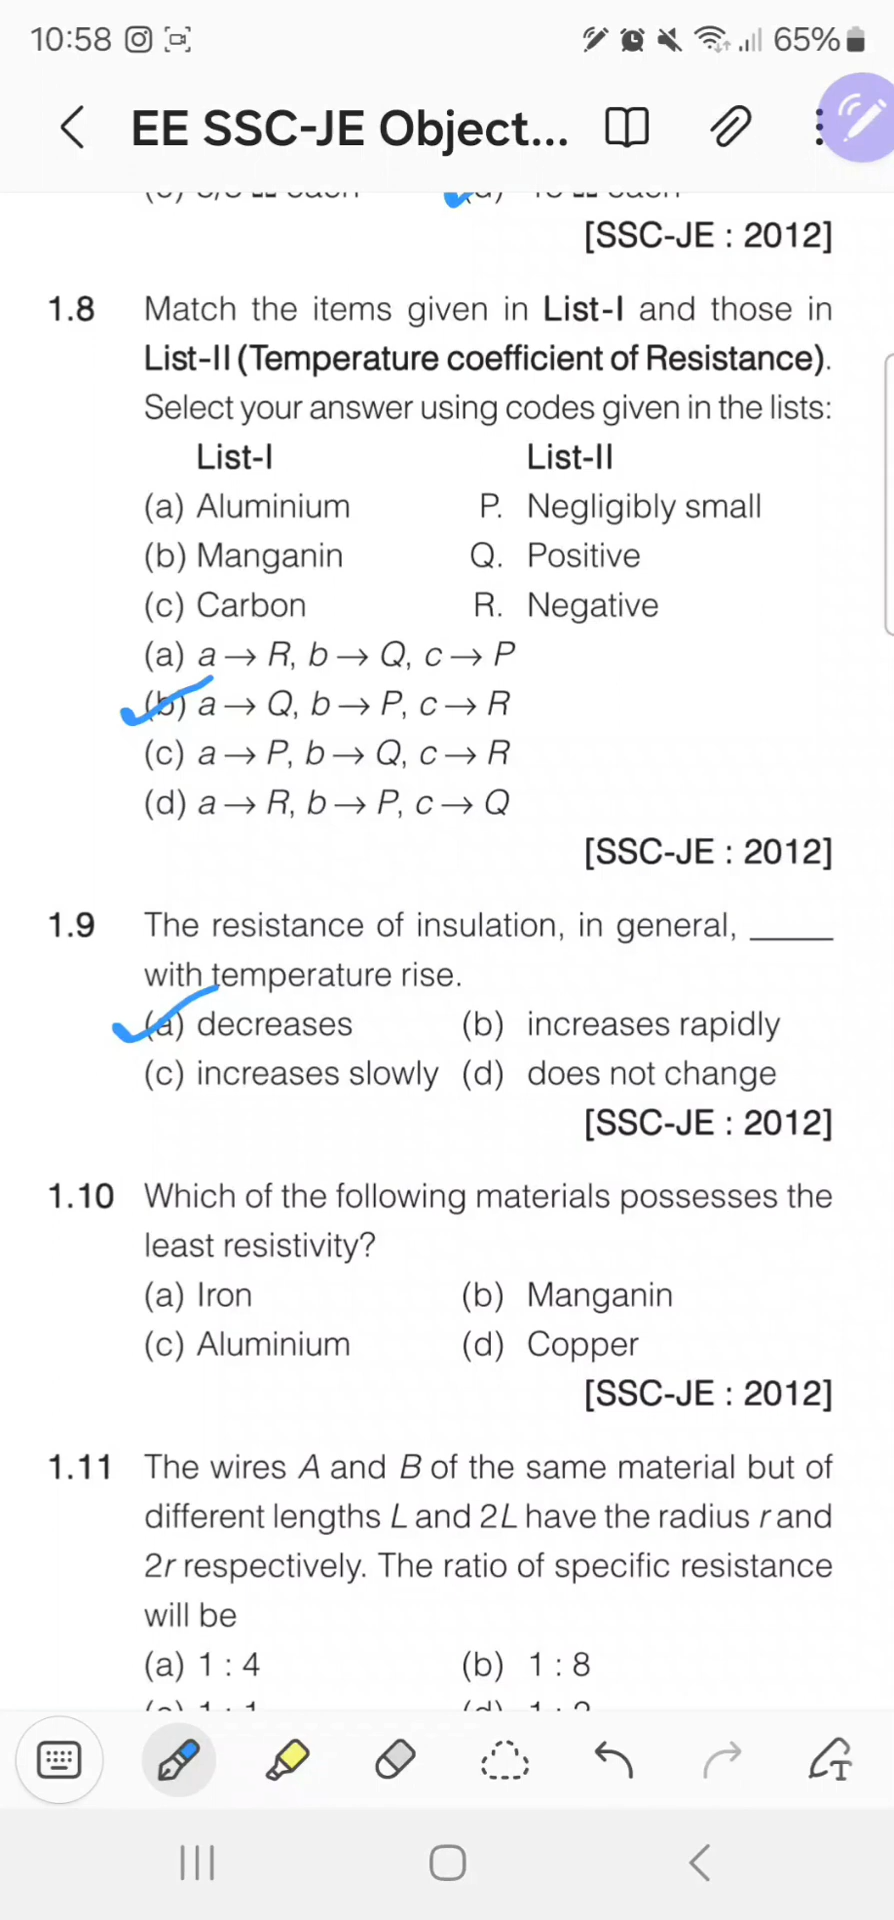 10:58 65%
EE SSC-JE Object...
[SSC-JE : 2012]
1.8 Match the items given in List-I and those in
List-II (Temperature coefficient of Resistance).
Select your answer using codes given in the lists:
List-I List-II
(a) Aluminium P. Negligibly small
(b) Manganin Q. Positive
(c) Carbon R. Negative
(a) a → R, b → Q, c → P
(b) a → Q, b → P, c → R
(c) a → P, b → Q, c → R
(d) a → R, b → P, c → Q
[SSC-JE : 2012]
1.9 The resistance of insulation, in general, _____
with temperature rise.
(a) decreases (b) increases rapidly
(c) increases slowly (d) does not change
[SSC-JE : 2012]
1.10 Which of the following materials possesses the
least resistivity?
(a) Iron (b) Manganin
(c) Aluminium (d) Copper
[SSC-JE : 2012]
1.11 The wires A and B of the same material but of
different lengths L and 2L have the radius r and
2r respectively. The ratio of specific resistance
will be
(a) 1 : 4 (b) 1 : 8